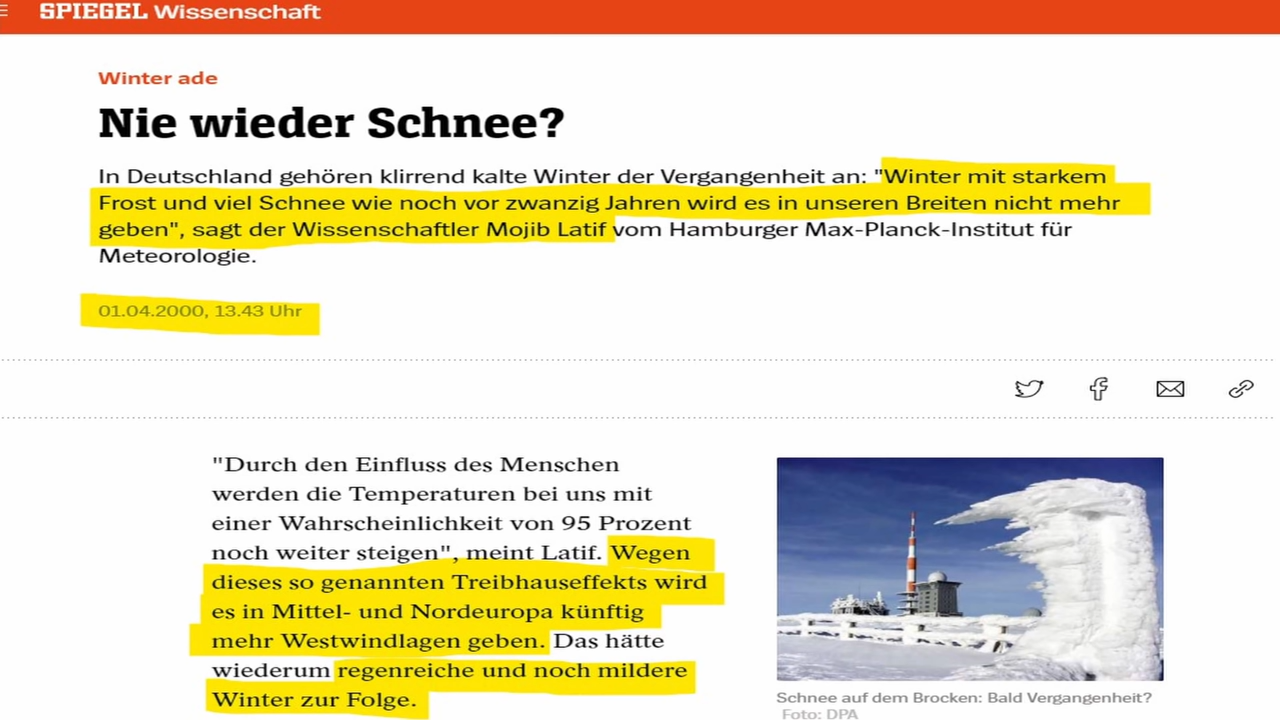 SPIEGEL Wissenschaft
Winter ade
Nie wieder Schnee?
In Deutschland gehören klirrend kalte Winter der Vergangenheit an: "Winter mit starkem
Frost und viel Schnee wie noch vor zwanzig Jahren wird es in unseren Breiten nicht mehr
geben", sagt der Wissenschaftler Mojib Latif vom Hamburger Max-Planck-Institut für
Meteorologie.
01.04.2000, 13.43 Uhr
"Durch den Einfluss des Menschen
werden die Temperaturen bei uns mit
einer Wahrscheinlichkeit von 95 Prozent
noch weiter steigen", meint Latif. Wegen
dieses so genannten Treibhauseffekts wird
es in Mittel- und Nordeuropa künftig
mehr Westwindlagen geben. Das hätte
wiederum regenreiche und noch mildere
Winter zur Folge.
Schnee auf dem Brocken: Bald Vergangenheit?
Foto: DPA